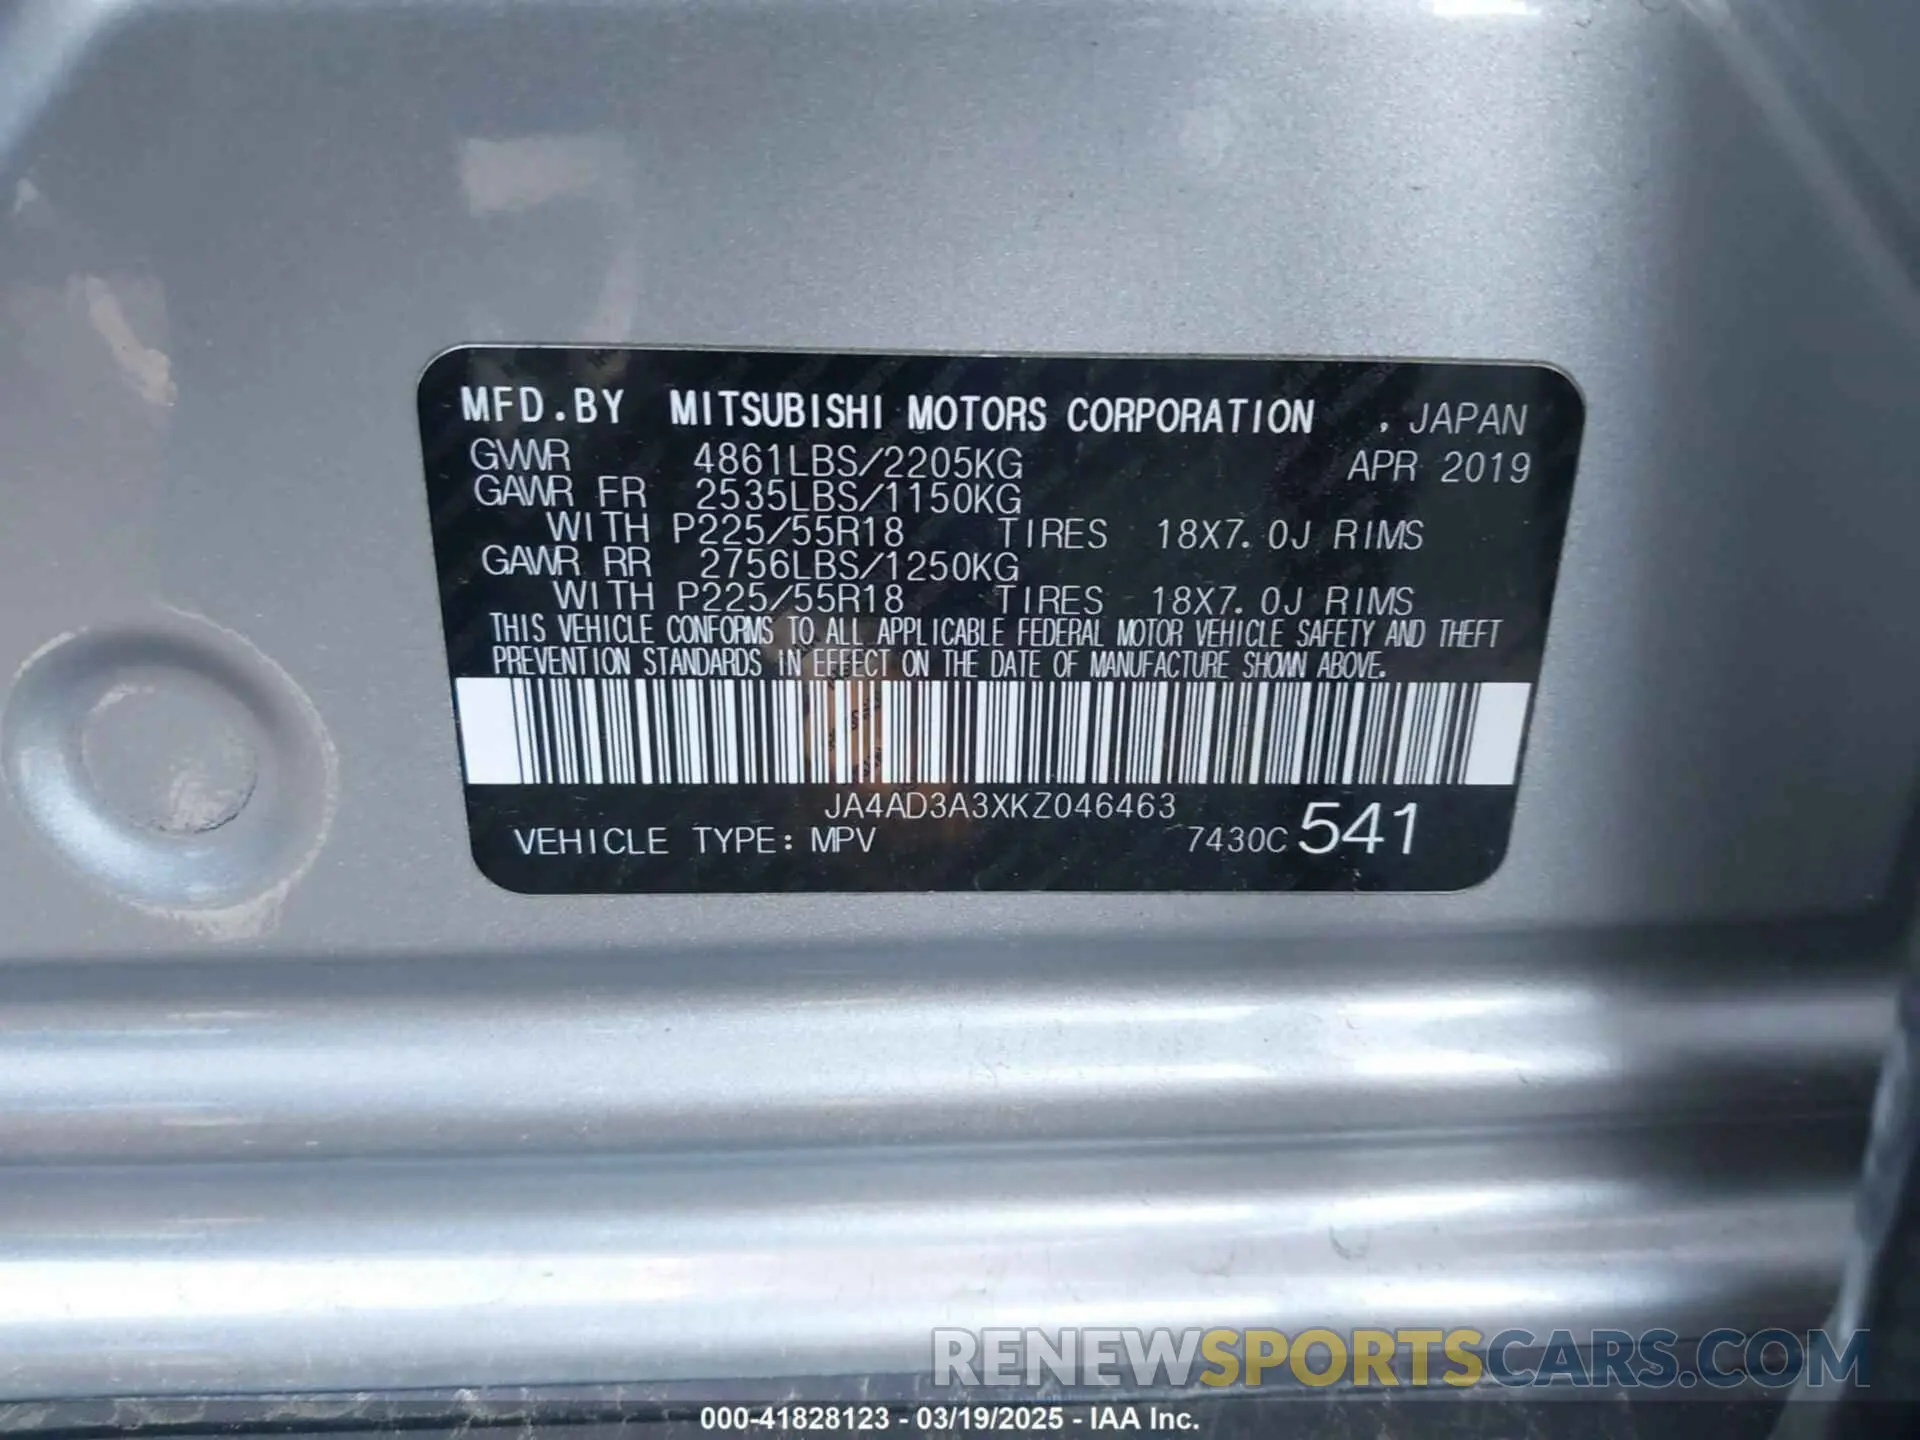 MFD.BY MITSUBISHI MOTORS CORPORATION , JAPAN
GVWR 4861LBS/2205KG APR 2019
GAWR FR 2535LBS/1150KG
WITH P225/55R18 TIRES 18X7.0J RIMS
GAWR RR 2756LBS/1250KG
WITH P225/55R18 TIRES 18X7.0J RIMS
THIS VEHICLE CONFORMS TO ALL APPLICABLE FEDERAL MOTOR VEHICLE SAFETY AND THEFT
PREVENTION STANDARDS IN EFFECT ON THE DATE OF MANUFACTURE SHOWN ABOVE.
JA4AD3A3XKZ046463
VEHICLE TYPE: MPV 7430C 541
RENEWSPORTSCARS.COM
000-41828123 - 03/19/2025 - IAA Inc.